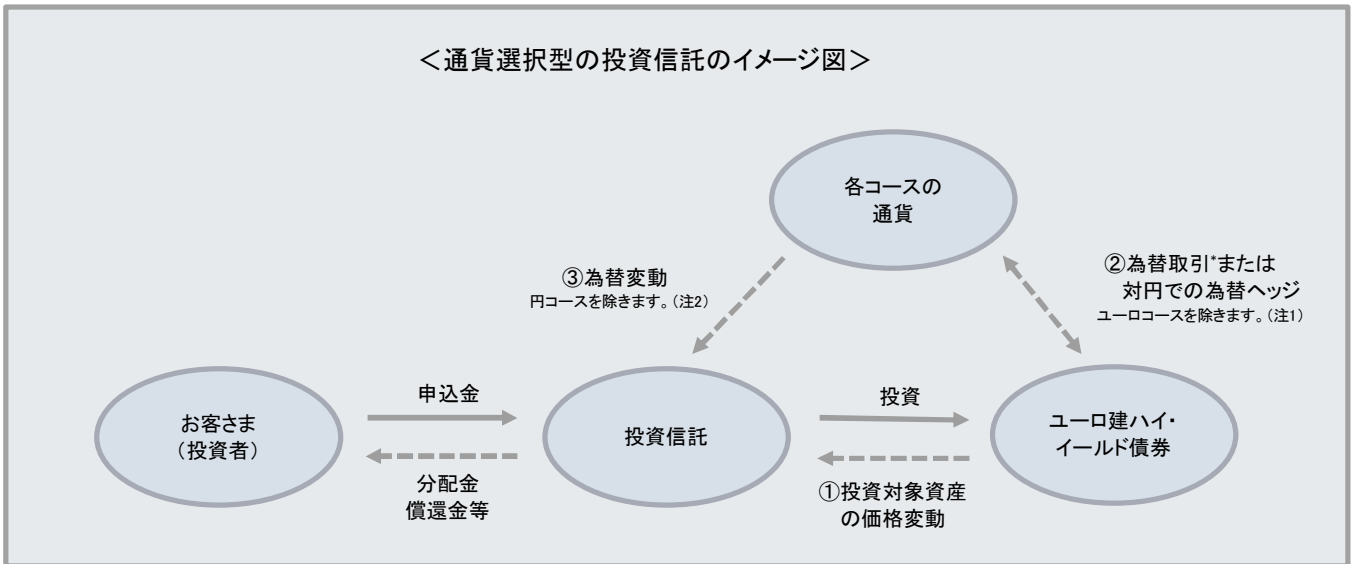 ＜通貨選択型の投資信託のイメージ図＞
各コースの
通貨
③為替変動
円コースを除きます。（注2）
②為替取引*または
対円での為替ヘッジ
ユーロコースを除きます。（注1）
お客さま
（投資者）
申込金
分配金
償還金等
投資信託
投資
①投資対象資産
の価格変動
ユーロ建ハイ・
イールド債券